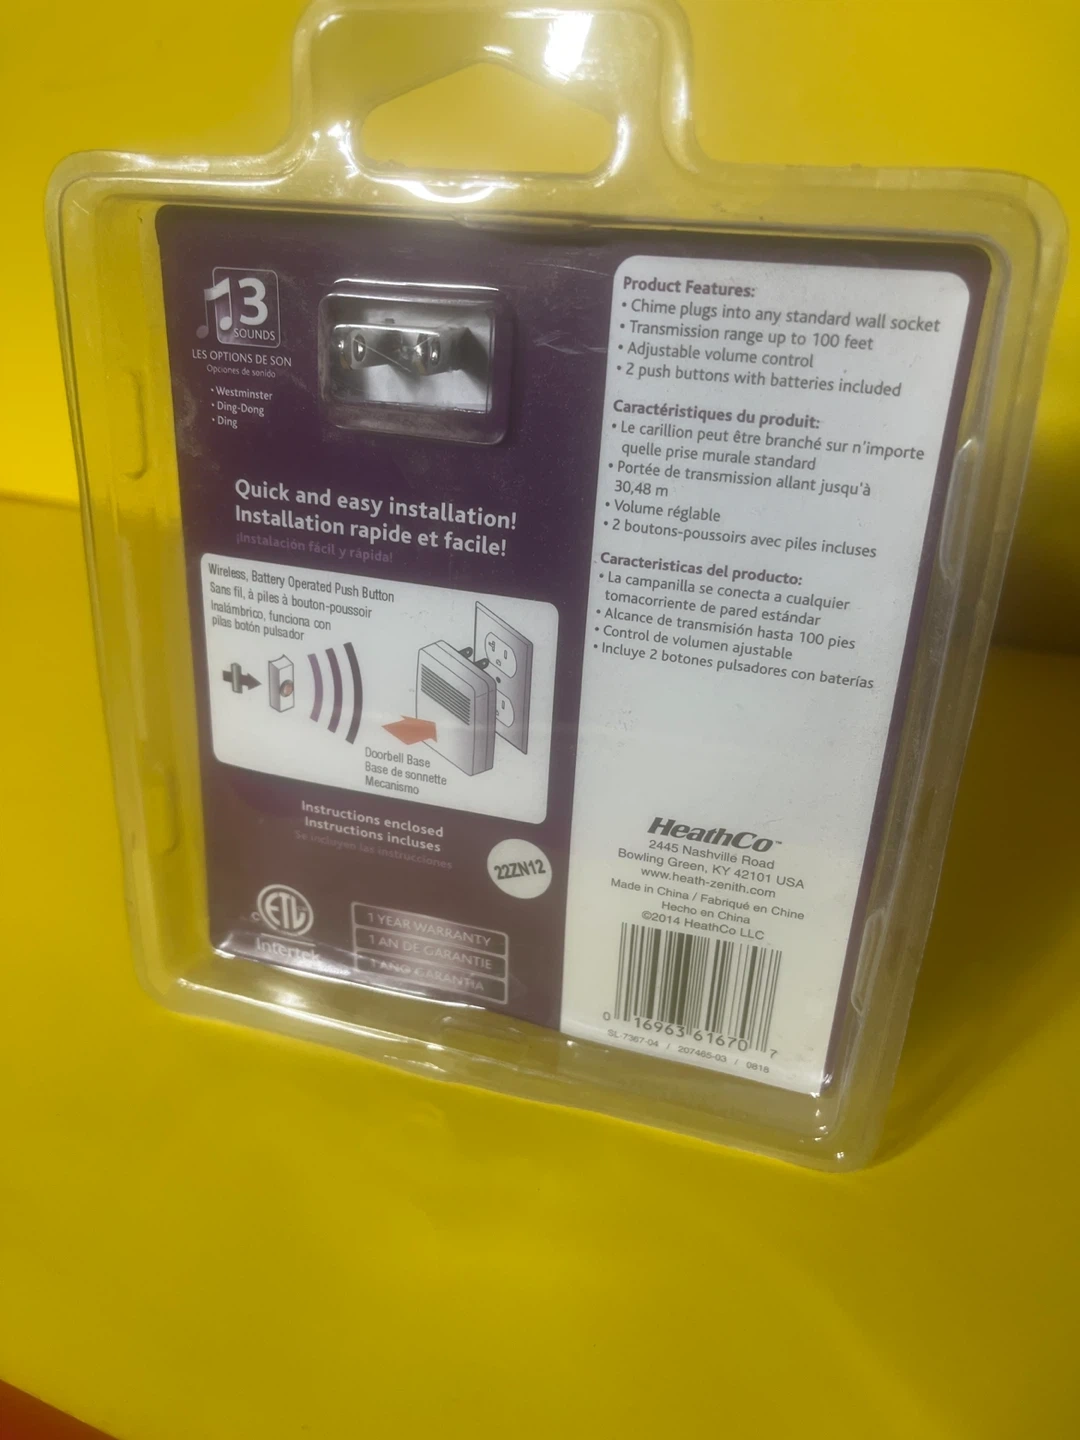 3
SOUNDS
LES OPTIONS DE SON
Opciones de sonido
• Westminster
• Ding-Dong
• Ding
Quick and easy installation!
Installation rapide et facile!
¡Instalación fácil y rápida!
Wireless, Battery Operated Push Button
Sans fil, à piles à bouton-poussoir
Inalámbrico, funciona con
pilas botón pulsador
Doorbell Base
Base de sonnette
Mecanismo
Instructions enclosed
Instructions incluses
Se incluyen las instrucciones
22ZN12
C ETL
Intertek
1 YEAR WARRANTY
1 AN DE GARANTIE
1 ANO GARANTIA
Product Features:
• Chime plugs into any standard wall socket
• Transmission range up to 100 feet
• Adjustable volume control
• 2 push buttons with batteries included
Caractéristiques du produit:
• Le carillion peut être branché sur n'importe
quelle prise murale standard
• Portée de transmission allant jusqu'à
30,48 m
• Volume réglable
• 2 boutons-poussoirs avec piles incluses
Caracteristicas del producto:
• La campanilla se conecta a cualquier
tomacorriente de pared estándar
• Alcance de transmisión hasta 100 pies
• Control de volumen ajustable
• Incluye 2 botones pulsadores con baterías
HeathCo™
2445 Nashville Road
Bowling Green, KY 42101 USA
www.heath-zenith.com
Made in China / Fabriqué en Chine
Hecho en China
©2014 HeathCo LLC
0 16963 61670 7
SL-7367-04 / 207465-03 / 0818